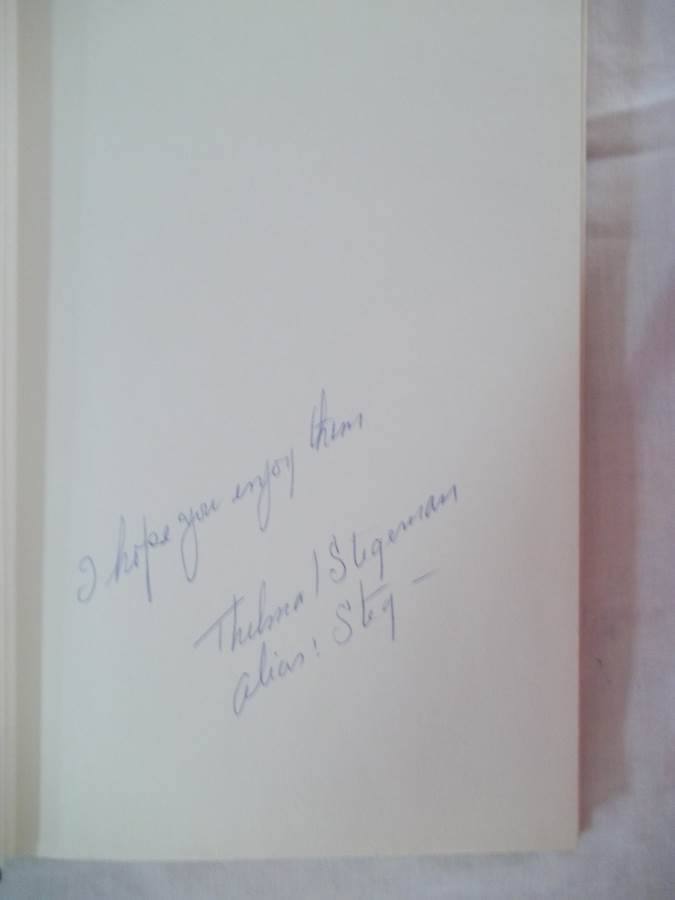 I hope you enjoy them
Thelma / Stegeman
alias: Steg -